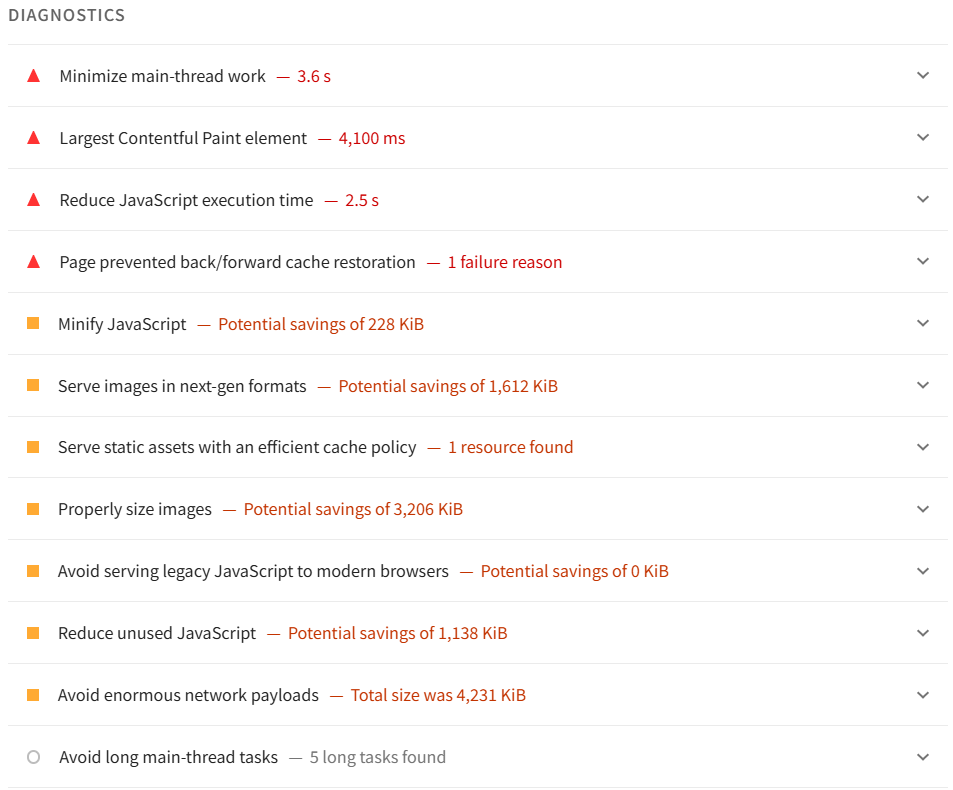 DIAGNOSTICS
Minimize main-thread work — 3.6 s
Largest Contentful Paint element — 4,100 ms
Reduce JavaScript execution time — 2.5 s
Page prevented back/forward cache restoration — 1 failure reason
Minify JavaScript — Potential savings of 228 KiB
Serve images in next-gen formats — Potential savings of 1,612 KiB
Serve static assets with an efficient cache policy — 1 resource found
Properly size images — Potential savings of 3,206 KiB
Avoid serving legacy JavaScript to modern browsers — Potential savings of 0 KiB
Reduce unused JavaScript — Potential savings of 1,138 KiB
Avoid enormous network payloads — Total size was 4,231 KiB
Avoid long main-thread tasks — 5 long tasks found